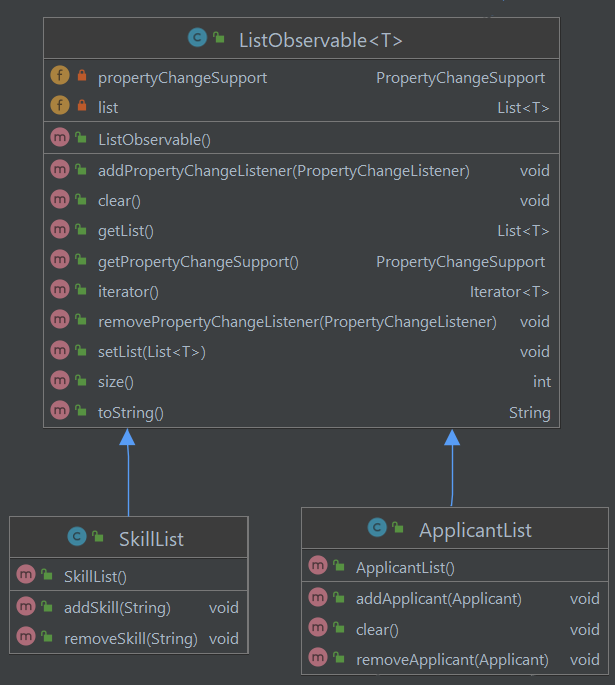 ListObservable<T>
propertyChangeSupport PropertyChangeSupport
list List<T>
ListObservable()
addPropertyChangeListener(PropertyChangeListener) void
clear() void
getList() List<T>
getPropertyChangeSupport() PropertyChangeSupport
iterator() Iterator<T>
removePropertyChangeListener(PropertyChangeListener) void
setList(List<T>) void
size() int
toString() String
SkillList
SkillList()
addSkill(String) void
removeSkill(String) void
ApplicantList
ApplicantList()
addApplicant(Applicant) void
clear() void
removeApplicant(Applicant) void